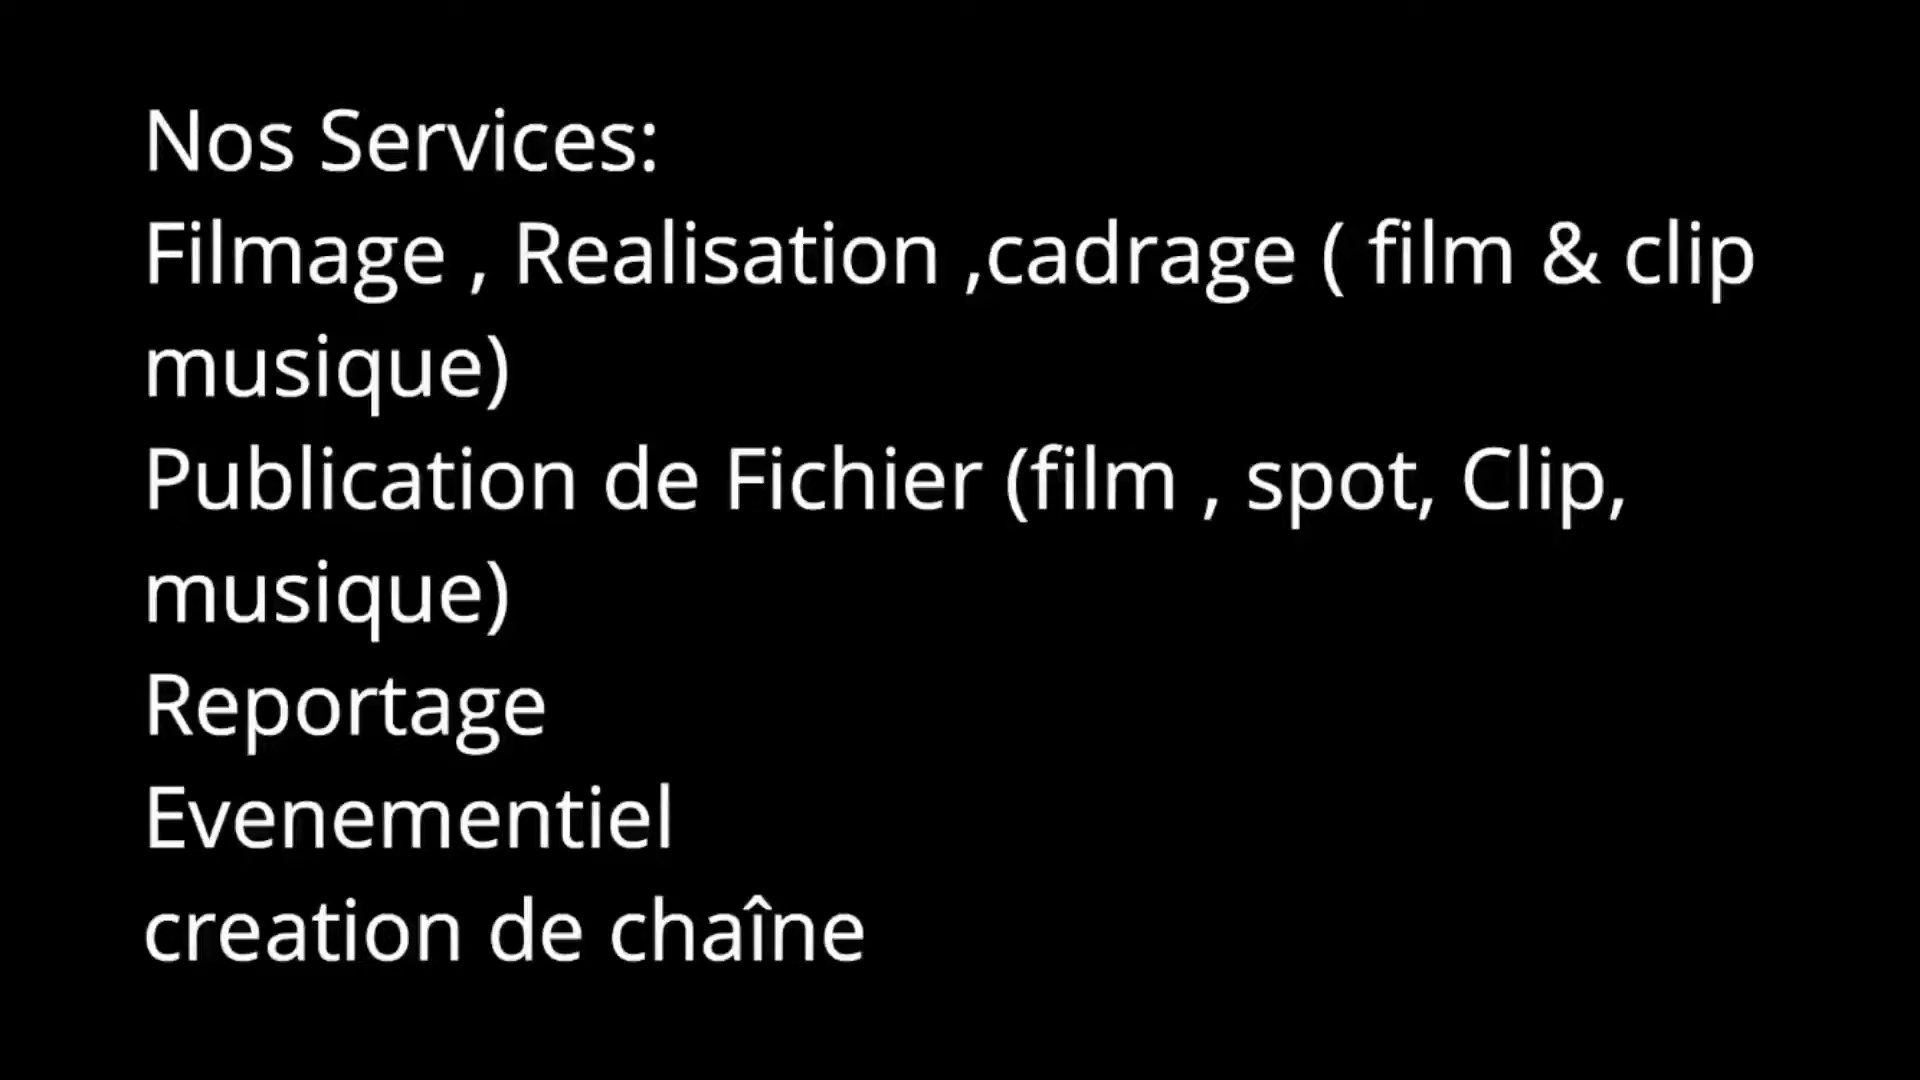 Nos Services:
Filmage , Realisation ,cadrage ( film & clip
musique)
Publication de Fichier (film , spot, Clip,
musique)
Reportage
Evenementiel
creation de chaîne